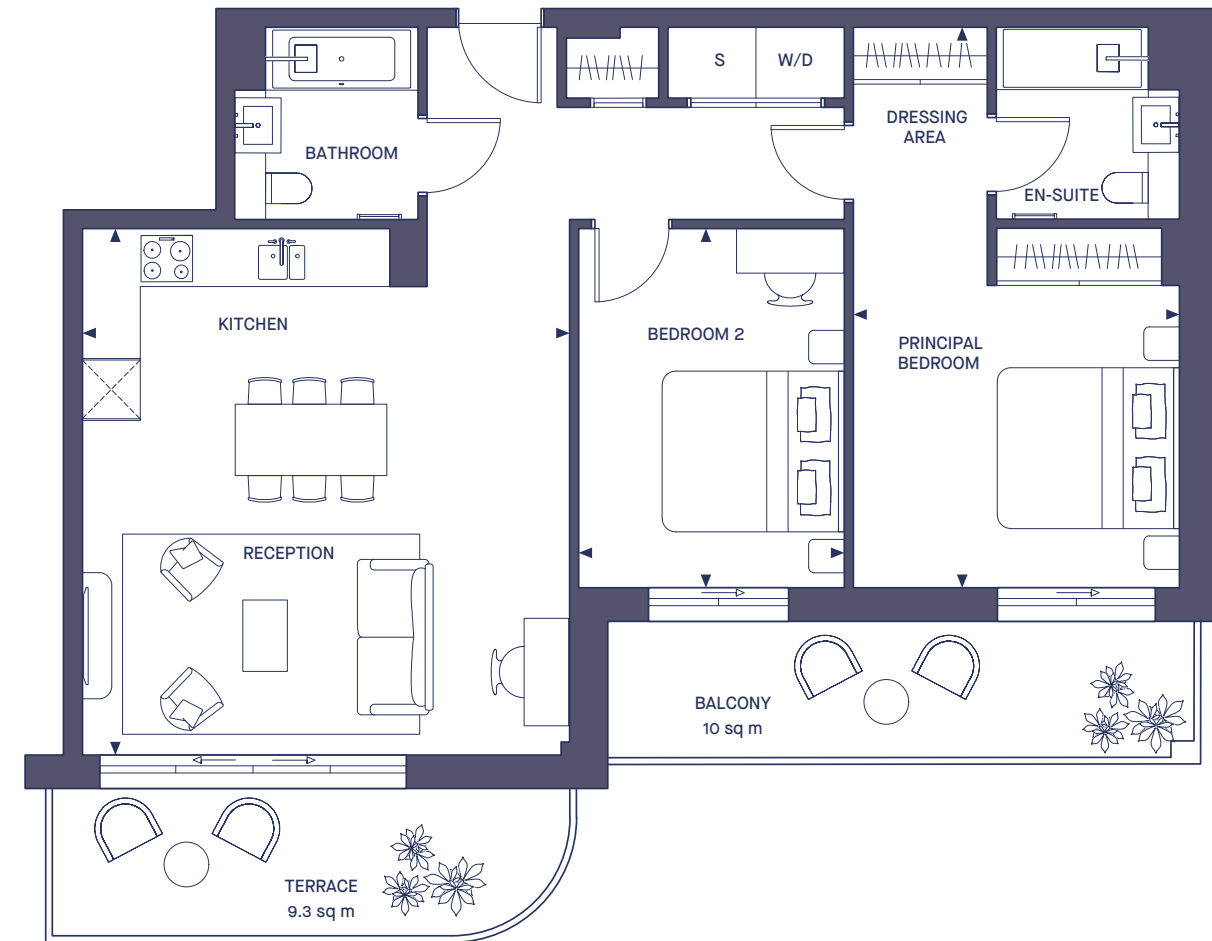 S
W/D
DRESSING
AREA
BATHROOM
EN-SUITE
KITCHEN
BEDROOM 2
PRINCIPAL
BEDROOM
RECEPTION
BALCONY
10 sq m
TERRACE
9.3 sq m